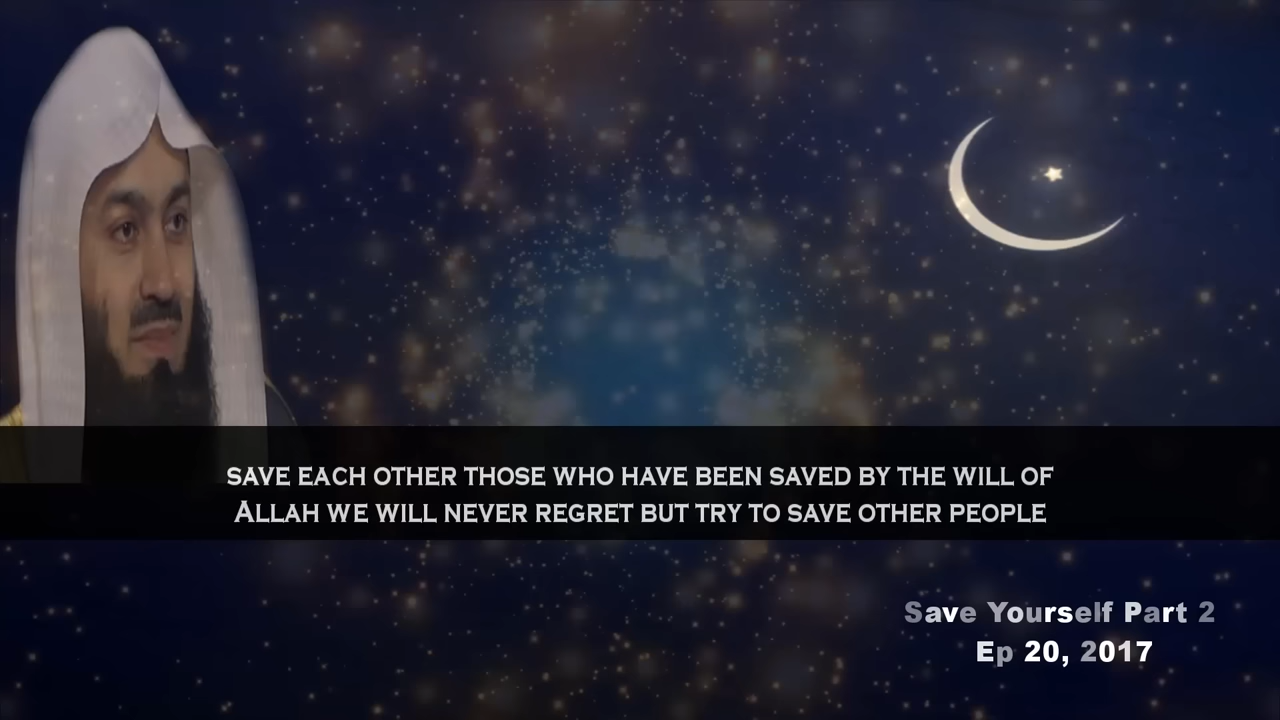 SAVE EACH OTHER THOSE WHO HAVE BEEN SAVED BY THE WILL OF
ALLAH WE WILL NEVER REGRET BUT TRY TO SAVE OTHER PEOPLE
Save Yourself Part 2
Ep 20, 2017